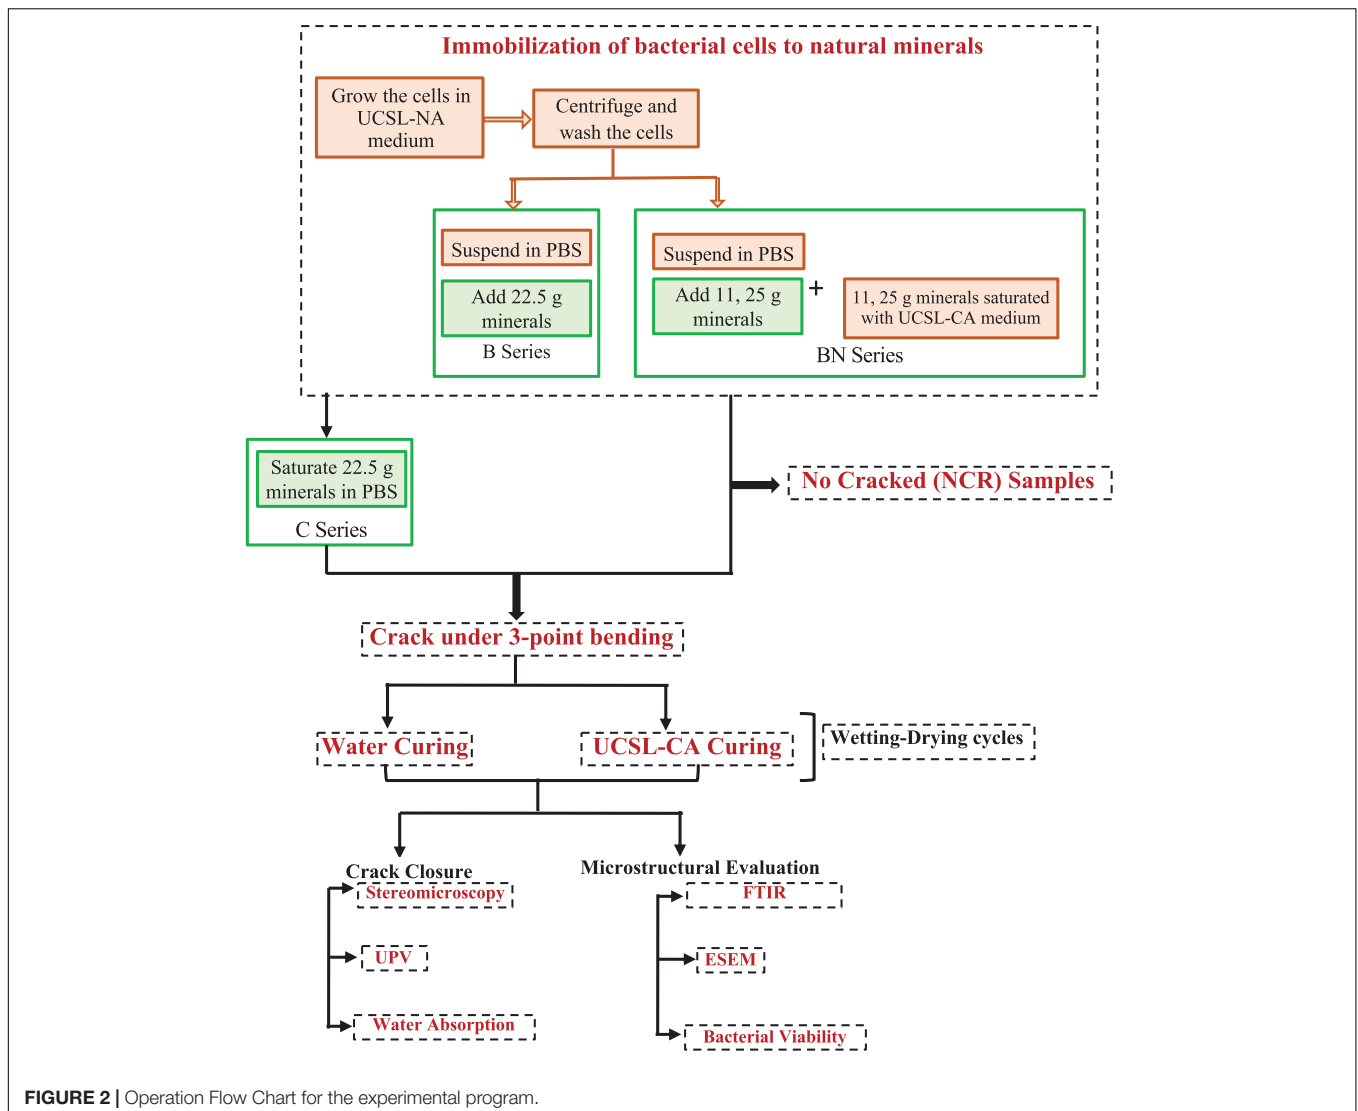 Immobilization of bacterial cells to natural minerals
Grow the cells in
UCSL-NA
medium
Centrifuge and
wash the cells
Suspend in PBS
Add 22.5 g
minerals
B Series
Suspend in PBS
Add 11, 25 g
minerals
+
11, 25 g minerals saturated
with UCSL-CA medium
BN Series
Saturate 22.5 g
minerals in PBS
C Series
No Cracked (NCR) Samples
Crack under 3-point bending
Water Curing
UCSL-CA Curing
Wetting-Drying cycles
Crack Closure
Stereomicroscopy
UPV
Water Absorption
Microstructural Evaluation
FTIR
ESEM
Bacterial Viability
FIGURE 2 | Operation Flow Chart for the experimental program.